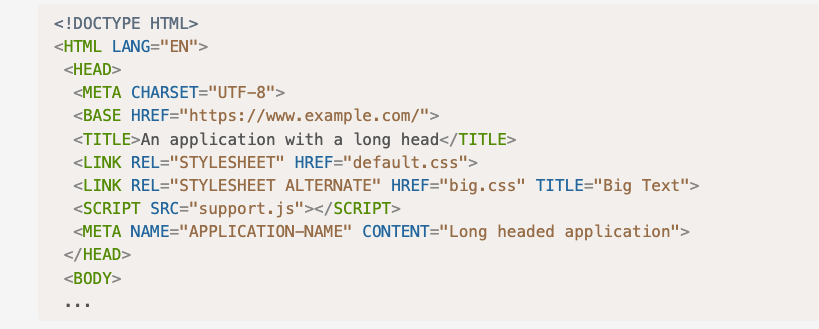 <!DOCTYPE HTML>
<HTML LANG="EN">
<HEAD>
<META CHARSET="UTF-8">
<BASE HREF="https://www.example.com/">
<TITLE>An application with a long head</TITLE>
<LINK REL="STYLESHEET" HREF="default.css">
<LINK REL="STYLESHEET ALTERNATE" HREF="big.css" TITLE="Big Text">
<SCRIPT SRC="support.js"></SCRIPT>
<META NAME="APPLICATION-NAME" CONTENT="Long headed application">
</HEAD>
<BODY>
...